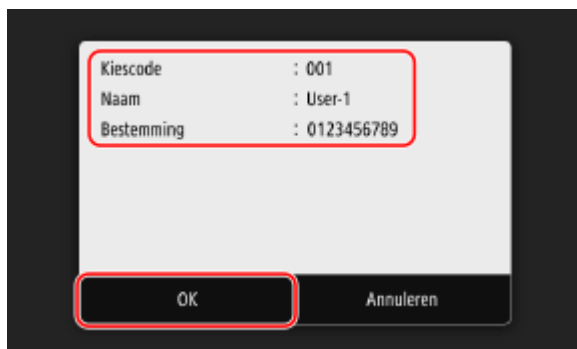 Kiescode : 001
Naam : User-1
Bestemming : 0123456789
OK Annuleren